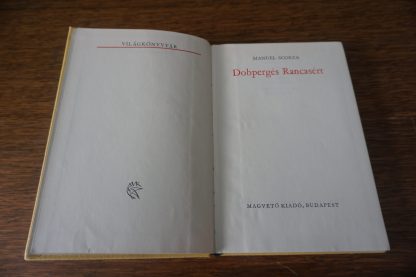 VILÁGKÖNYVTÁR
MANUEL SCORZA
Dobpergés Rancasért
MAGVETŐ KIADÓ, BUDAPEST